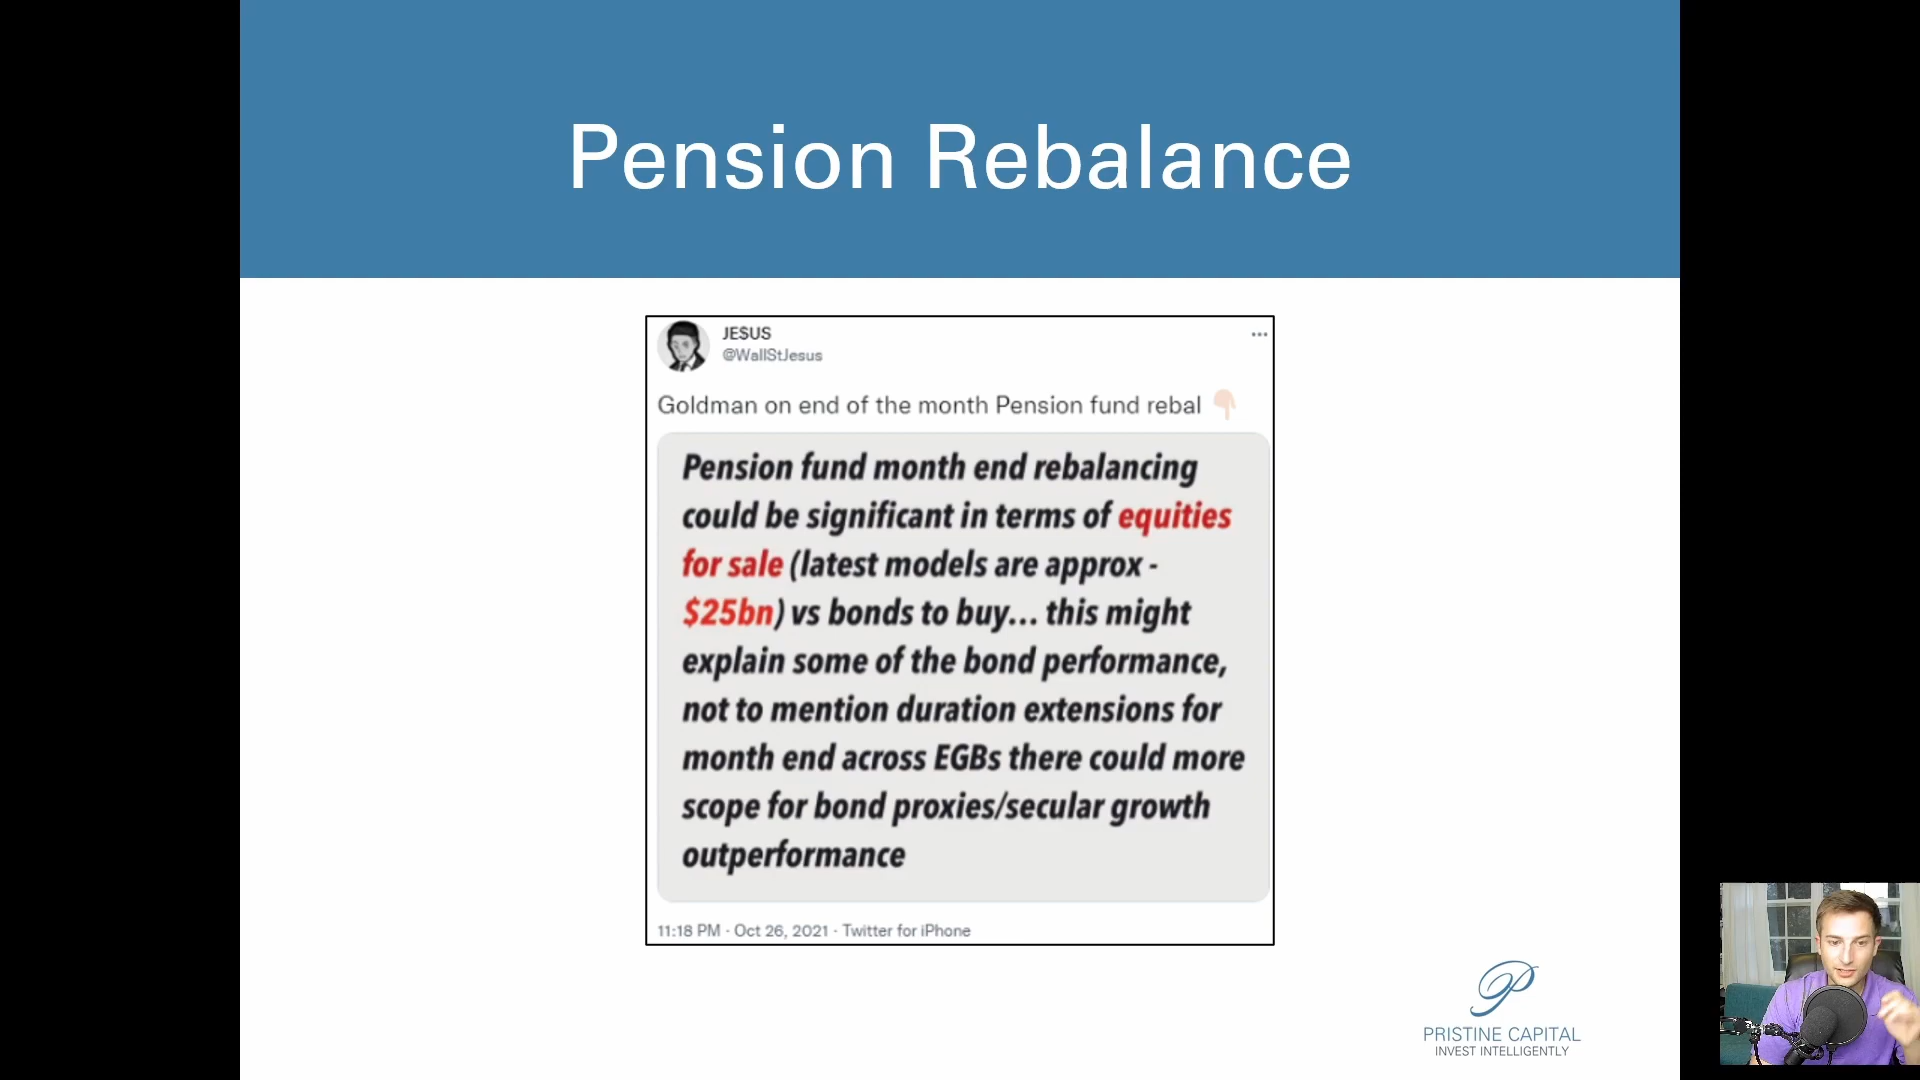 Pension Rebalance
JE$US
@WallStJesus
Goldman on end of the month Pension fund rebal
Pension fund month end rebalancing
could be significant in terms of equities
for sale (latest models are approx -
$25bn) vs bonds to buy... this might
explain some of the bond performance,
not to mention duration extensions for
month end across EGBs there could more
scope for bond proxies/secular growth
outperformance
11:18 PM · Oct 26, 2021 · Twitter for iPhone
PRISTINE CAPITAL
INVEST INTELLIGENTLY